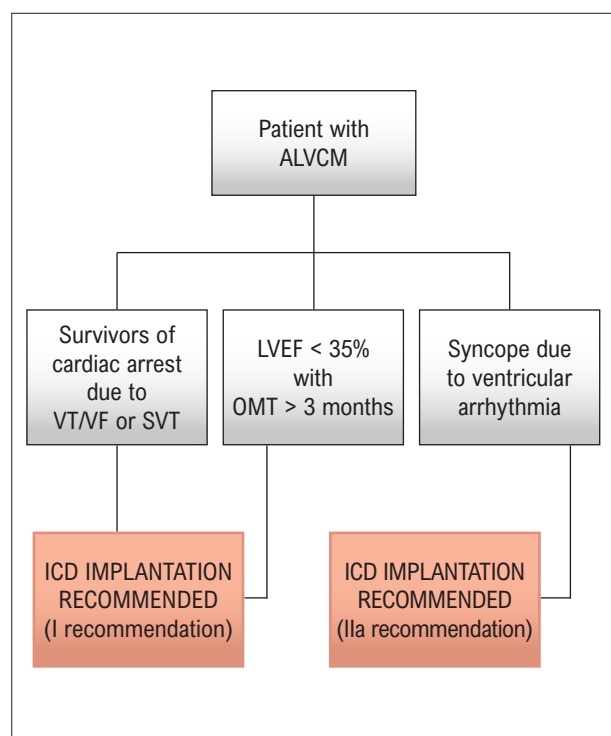 Patient with
ALVCM
Survivors of
cardiac arrest
due to
VT/VF or SVT
LVEF < 35%
with
OMT > 3 months
Syncope due
to ventricular
arrhythmia
ICD IMPLANTATION
RECOMMENDED
(I recommendation)
ICD IMPLANTATION
RECOMMENDED
(IIa recommendation)